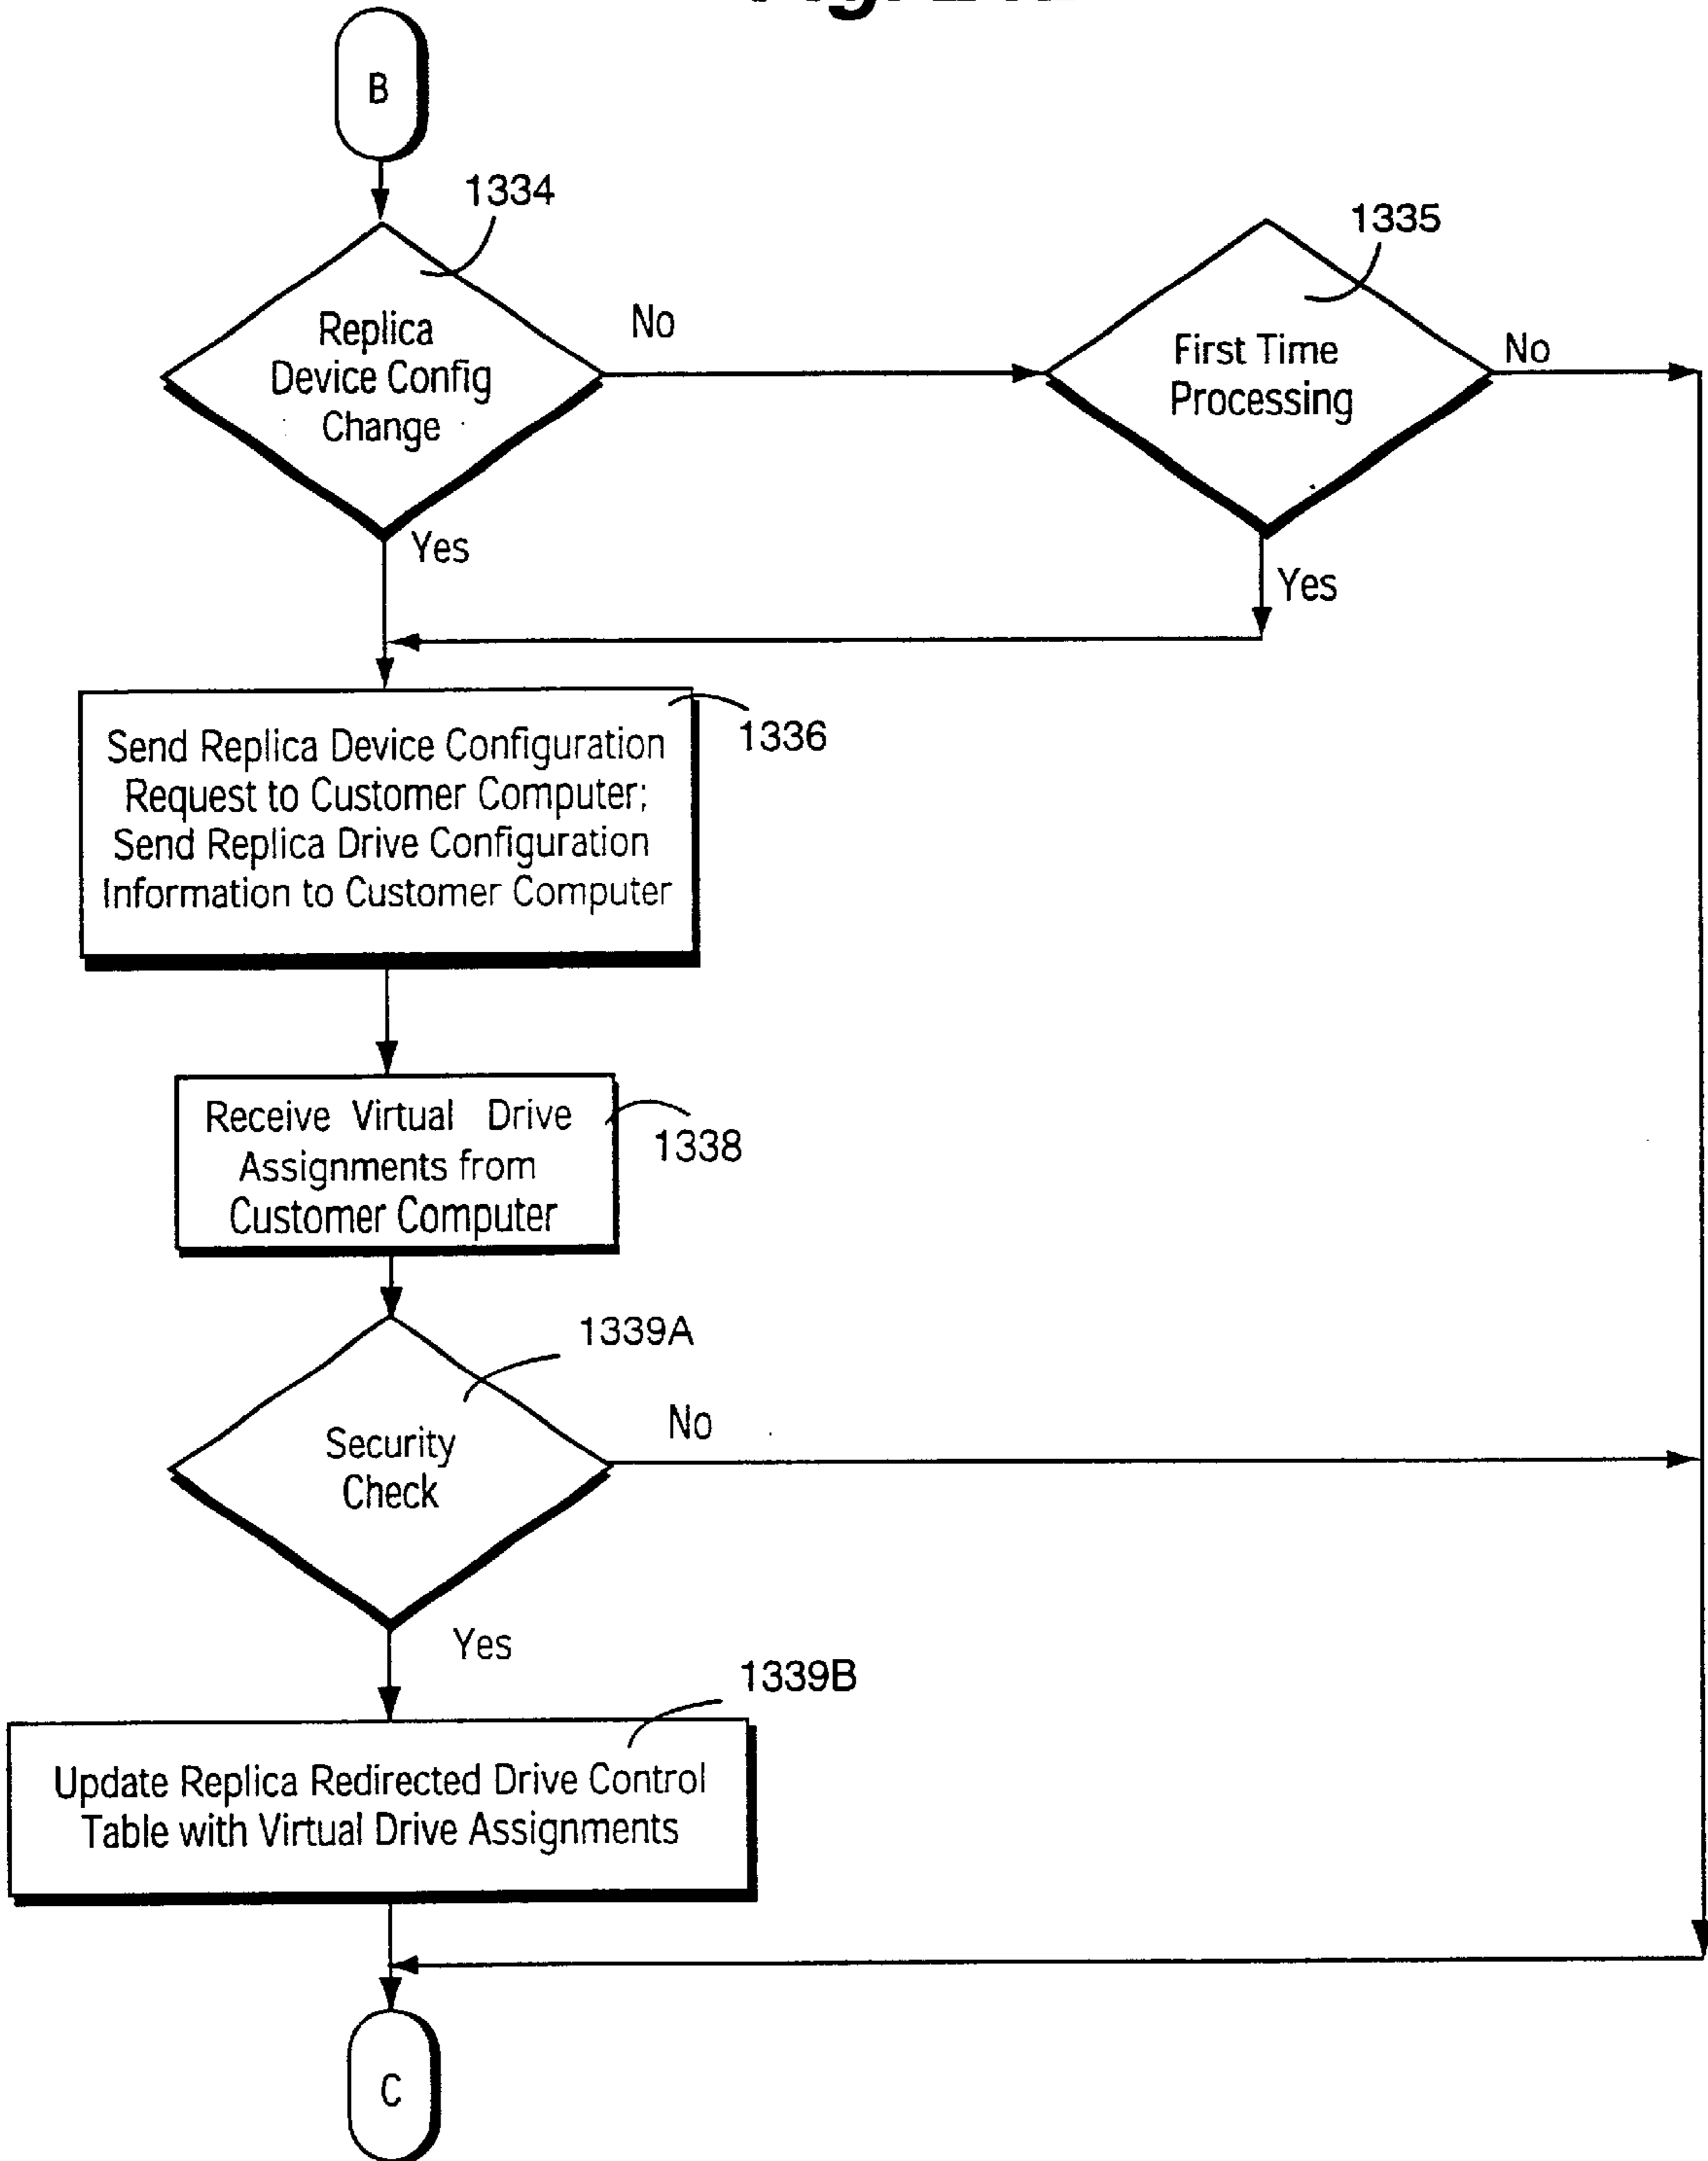 B
1334
1335
Replica
Device Config
Change
No
First Time
Processing
No
Yes
Yes
1336
Send Replica Device Configuration
Request to Customer Computer;
Send Replica Drive Configuration
Information to Customer Computer
Receive Virtual Drive
Assignments from
Customer Computer
1338
1339A
Security
Check
No
Yes
1339B
Update Replica Redirected Drive Control
Table with Virtual Drive Assignments
C